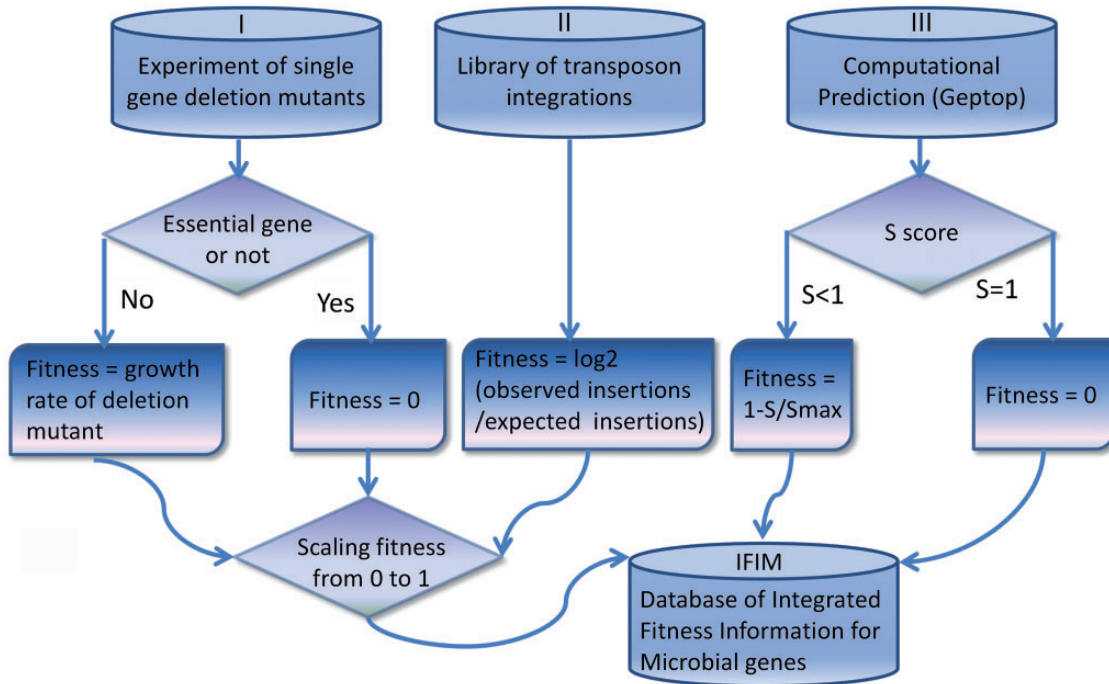 I
Experiment of single
gene deletion mutants
II
Library of transposon
integrations
III
Computational
Prediction (Geptop)
Essential gene
or not
S score
No
Yes
S<1
S=1
Fitness = growth
rate of deletion
mutant
Fitness = 0
Fitness = log2
(observed insertions
/expected insertions)
Fitness =
1-S/Smax
Fitness = 0
Scaling fitness
from 0 to 1
IFIM
Database of Integrated
Fitness Information for
Microbial genes